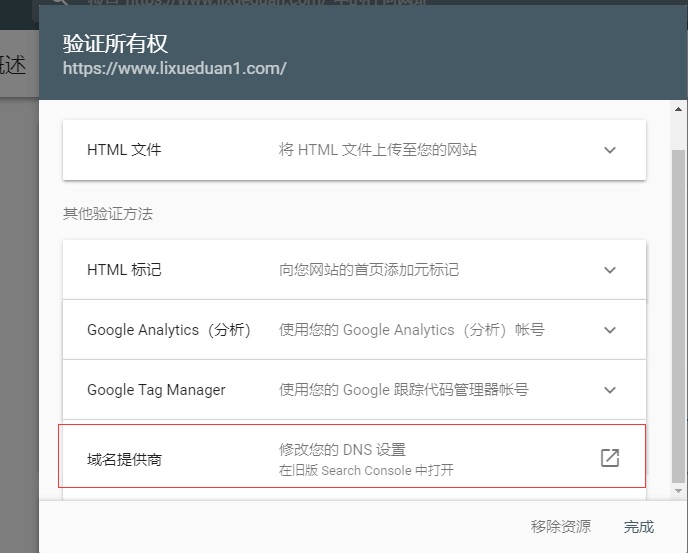 验证所有权
https://www.lixueduan1.com/
概述
HTML 文件
将 HTML 文件上传至您的网站
其他验证方法
HTML 标记
向您网站的首页添加元标记
Google Analytics（分析）
使用您的 Google Analytics（分析）帐号
Google Tag Manager
使用您的 Google 跟踪代码管理器帐号
域名提供商
修改您的 DNS 设置
在旧版 Search Console 中打开
移除资源
完成